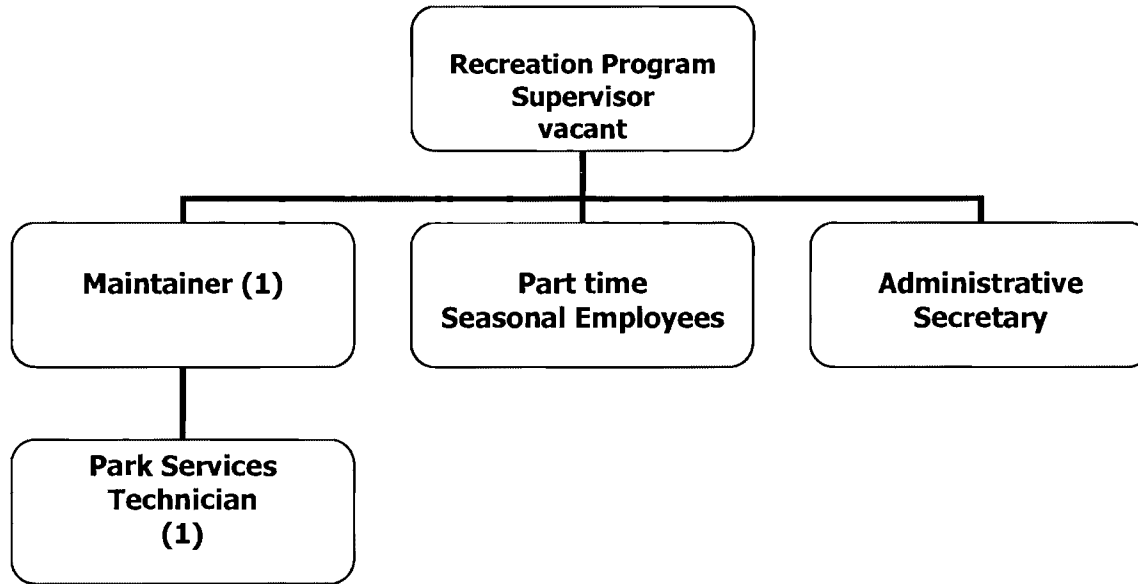 Recreation Program
Supervisor
vacant
Maintainer (1)
Part time
Seasonal Employees
Administrative
Secretary
Park Services
Technician
(1)